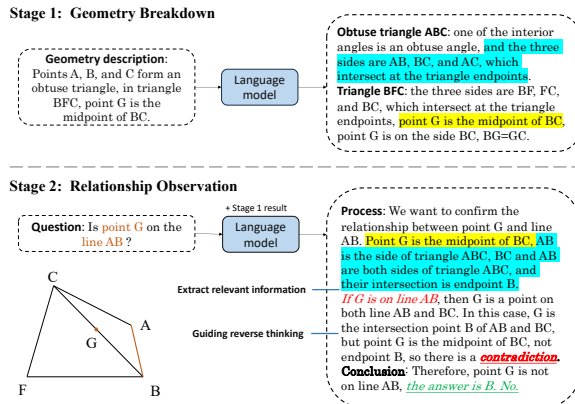 Stage 1: Geometry Breakdown
Geometry description:
Points A, B, and C form an
obtuse triangle, in triangle
BFC, point G is the
midpoint of BC.
Language
model
Obtuse triangle ABC: one of the interior
angles is an obtuse angle, and the three
sides are AB, BC, and AC, which
intersect at the triangle endpoints.
Triangle BFC: the three sides are BF, FC,
and BC, which intersect at the triangle
endpoints, point G is the midpoint of BC,
point G is on the side BC, BG=GC.
Stage 2: Relationship Observation
Question: Is point G on the
line AB ?
+ Stage 1 result
Language
model
Process: We want to confirm the
relationship between point G and line
AB. Point G is the midpoint of BC, AB
is the side of triangle ABC, BC and AB
are both sides of triangle ABC, and
their intersection is endpoint B.
If G is on line AB, then G is a point on
both line AB and BC. In this case, G is
the intersection point B of AB and BC,
but point G is the midpoint of BC, not
endpoint B, so there is a contradiction.
Conclusion: Therefore, point G is not
on line AB, the answer is B. No.
Extract relevant information
Guiding reverse thinking
C
A
G
F
B